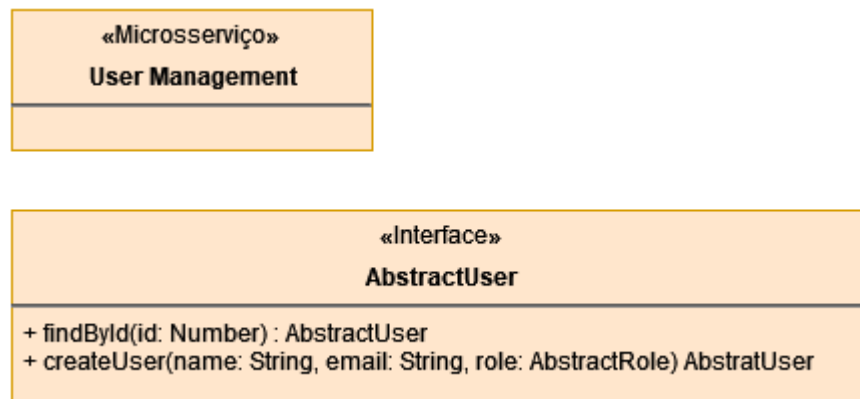 «Microsserviço»
User Management
«Interface»
AbstractUser
+ findById(id: Number) : AbstractUser
+ createUser(name: String, email: String, role: AbstractRole) AbstratUser